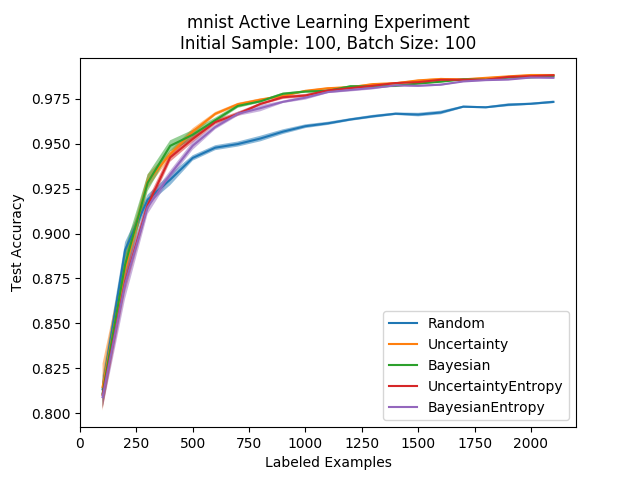 mnist Active Learning Experiment
Initial Sample: 100, Batch Size: 100
Test Accuracy
0.975
0.950
0.925
0.900
0.875
0.850
0.825
0.800
Random
Uncertainty
Bayesian
UncertaintyEntropy
BayesianEntropy
0 250 500 750 1000 1250 1500 1750 2000
Labeled Examples